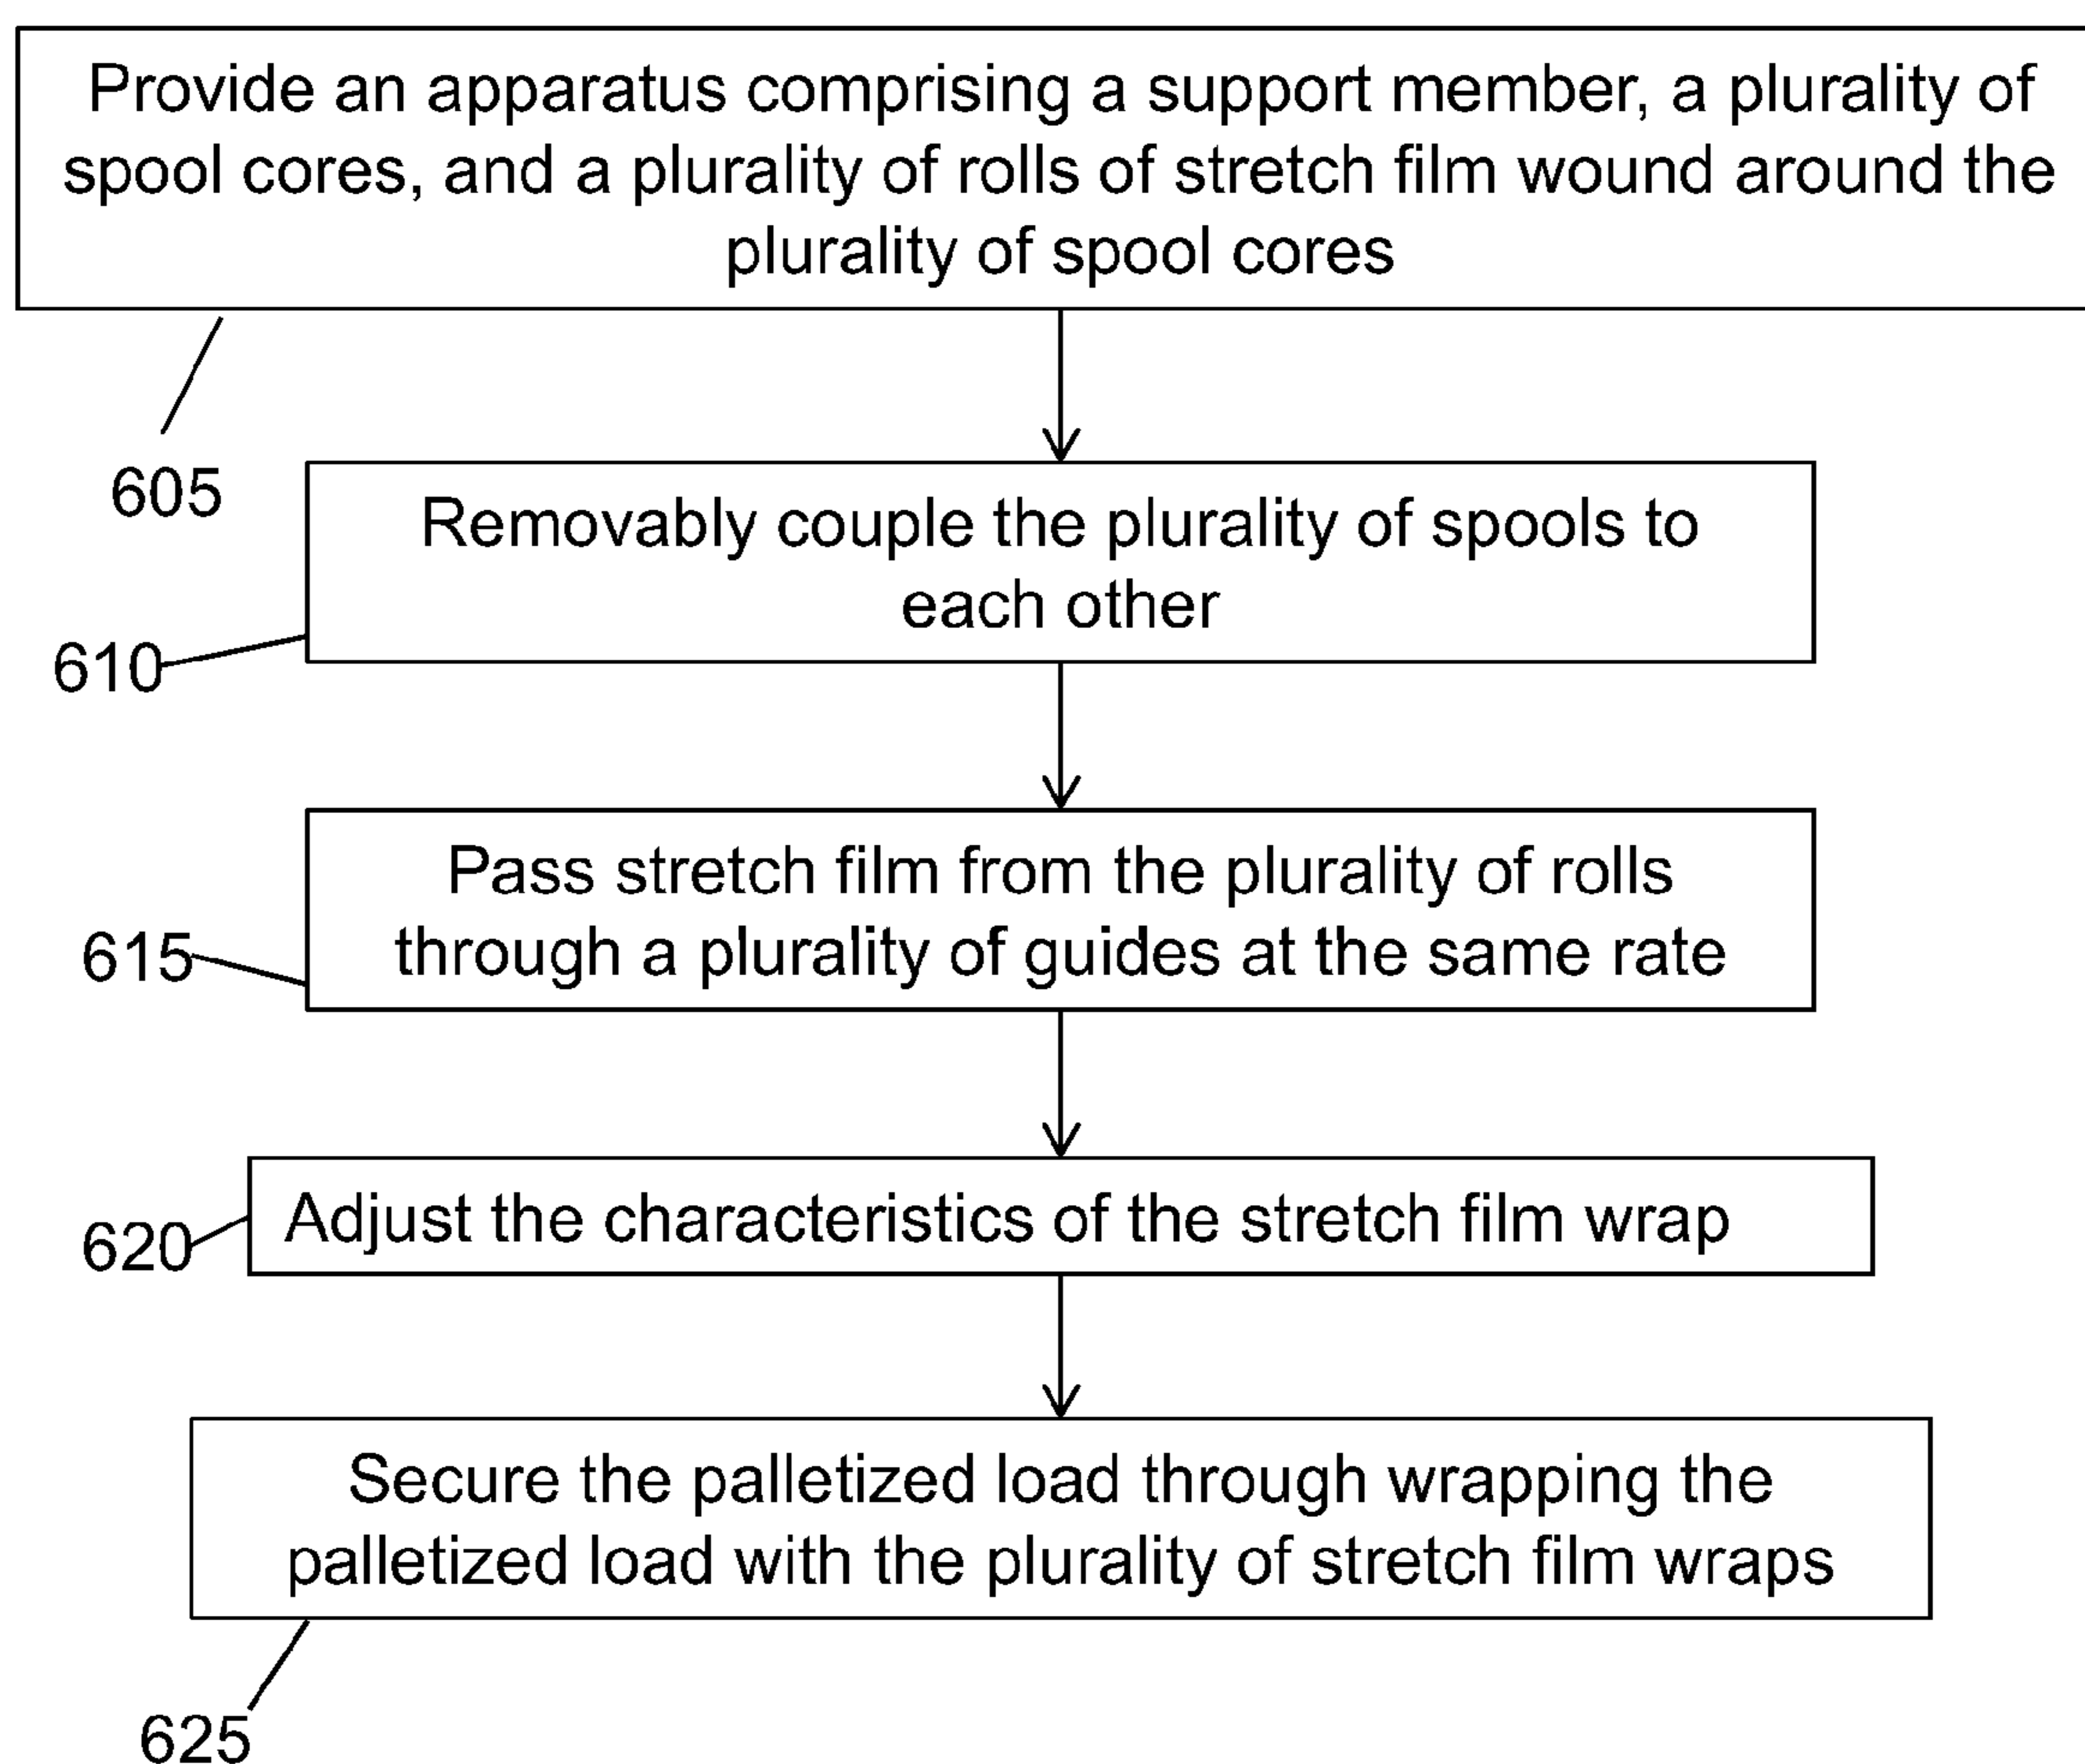 Provide an apparatus comprising a support member, a plurality of
spool cores, and a plurality of rolls of stretch film wound around the
plurality of spool cores
605
Removably couple the plurality of spools to
each other
610
Pass stretch film from the plurality of rolls
through a plurality of guides at the same rate
615
Adjust the characteristics of the stretch film wrap
620
Secure the palletized load through wrapping the
palletized load with the plurality of stretch film wraps
625